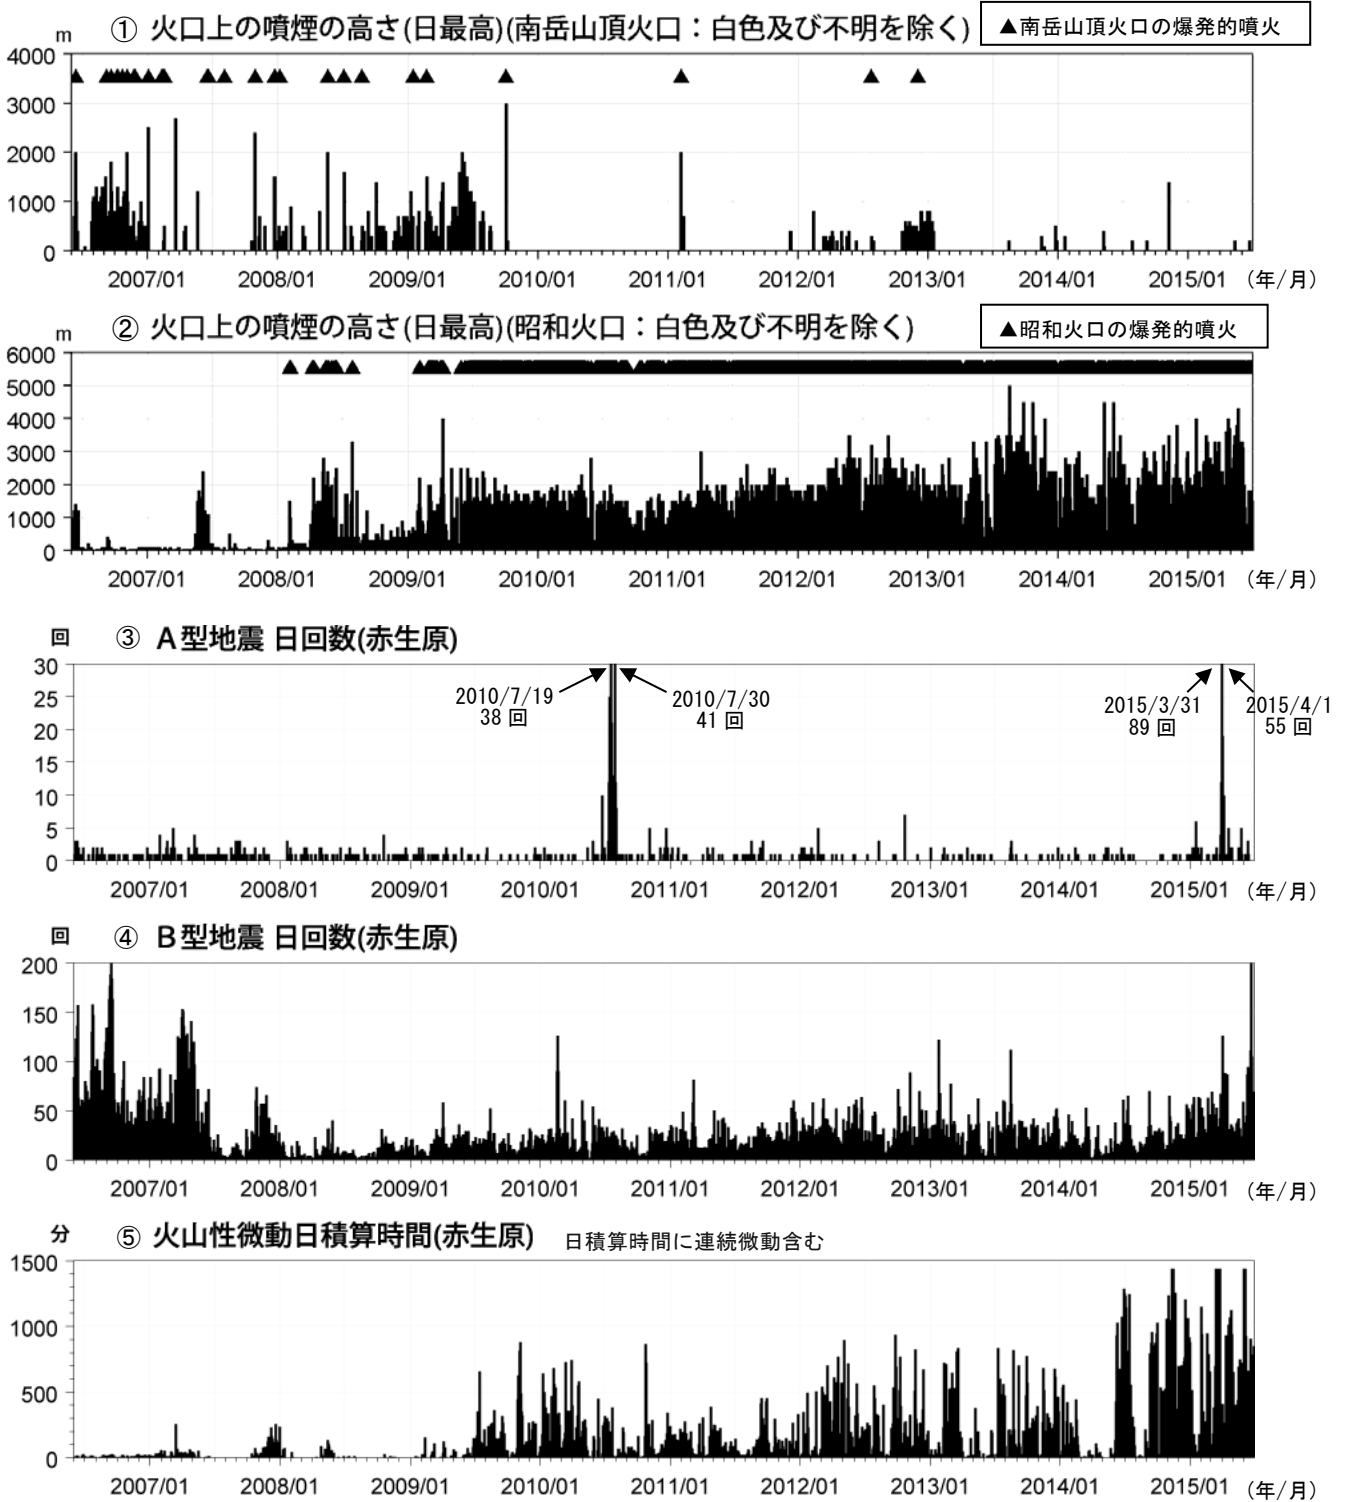 ① 火口上の噴煙の高さ(日最高)(南岳山頂火口：白色及び不明を除く)
▲南岳山頂火口の爆発的噴火
m
4000
3000
2000
1000
0
2007/01 2008/01 2009/01 2010/01 2011/01 2012/01 2013/01 2014/01 2015/01 (年/月)
② 火口上の噴煙の高さ(日最高)(昭和火口：白色及び不明を除く)
▲昭和火口の爆発的噴火
m
6000
5000
4000
3000
2000
1000
0
2007/01 2008/01 2009/01 2010/01 2011/01 2012/01 2013/01 2014/01 2015/01 (年/月)
回 ③ A型地震 日回数(赤生原)
30
25
20
15
10
5
0
2010/7/19
38 回
2010/7/30
41 回
2015/3/31
89 回
2015/4/1
55 回
2007/01 2008/01 2009/01 2010/01 2011/01 2012/01 2013/01 2014/01 2015/01 (年/月)
回 ④ B型地震 日回数(赤生原)
200
150
100
50
0
2007/01 2008/01 2009/01 2010/01 2011/01 2012/01 2013/01 2014/01 2015/01 (年/月)
分 ⑤ 火山性微動日積算時間(赤生原) 日積算時間に連続微動含む
1500
1000
500
0
2007/01 2008/01 2009/01 2010/01 2011/01 2012/01 2013/01 2014/01 2015/01 (年/月)